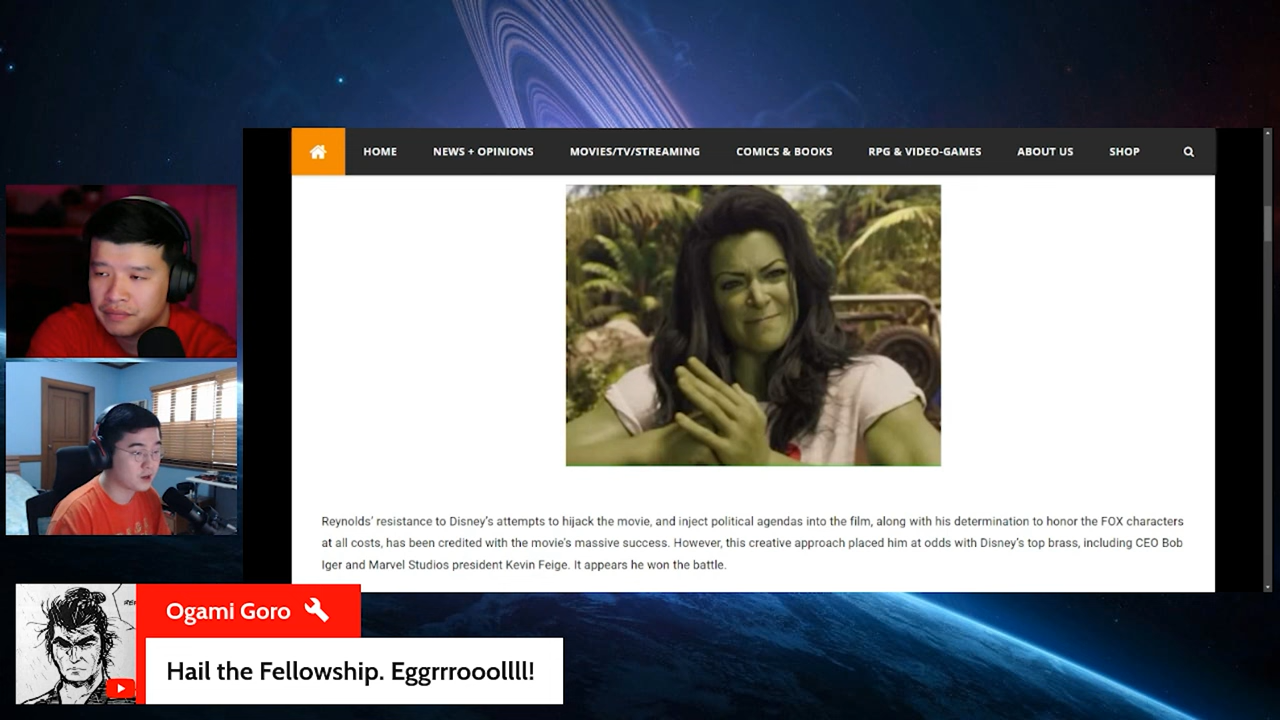 HOME NEWS + OPINIONS MOVIES/TV/STREAMING COMICS & BOOKS RPG & VIDEO-GAMES ABOUT US SHOP
Reynolds' resistance to Disney's attempts to hijack the movie, and inject political agendas into the film, along with his determination to honor the FOX characters
at all costs, has been credited with the movie's massive success. However, this creative approach placed him at odds with Disney's top brass, including CEO Bob
Iger and Marvel Studios president Kevin Feige. It appears he won the battle.
Ogami Goro
Hail the Fellowship. Eggrrrooollll!